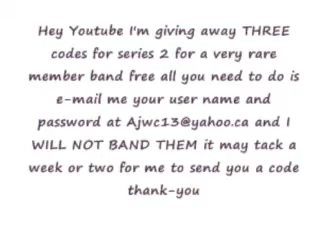 Hey Youtube I'm giving away THREE
codes for series 2 for a very rare
member band free all you need to do is
e-mail me your user name and
password at Ajwc13@yahoo.ca and I
WILL NOT BAND THEM it may tack a
week or two for me to send you a code
thank-you